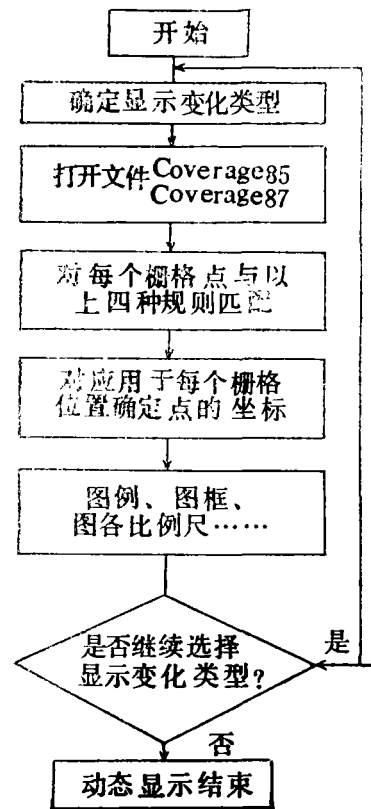 开始
确定显示变化类型
打开文件Coverage85
Coverage87
对每个栅格点与以
上四种规则匹配
对应用于每个栅格
位置确定点的坐标
图例、图框、
图各比例尺……
是否继续选择
显示变化类型?
是
否
动态显示结束